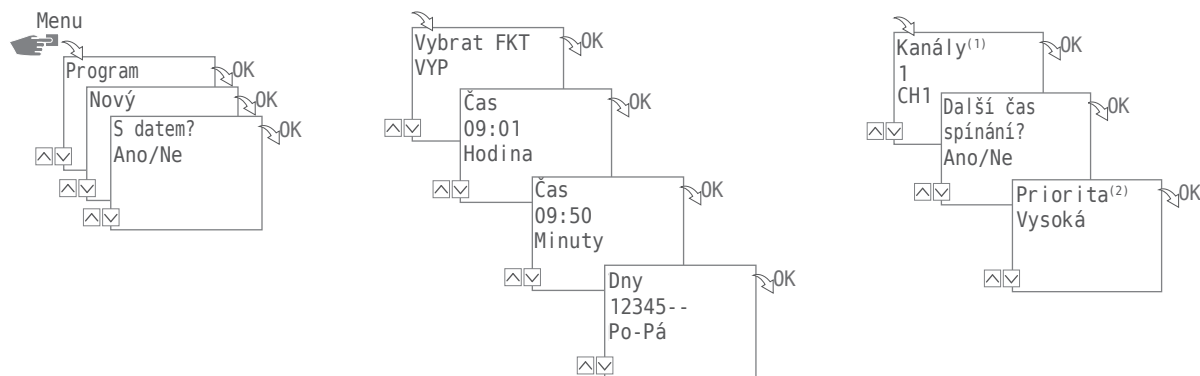 Menu
Program
OK
Nový
OK
S datem?
Ano/Ne
OK
Vybrat FKT
VYP
OK
Čas
09:01
Hodina
OK
Čas
09:50
Minuty
OK
Dny
12345--
Po-Pá
OK
Kanály(1)
1
CH1
OK
Další čas
spínání?
Ano/Ne
OK
Priorita(2)
Vysoká
OK